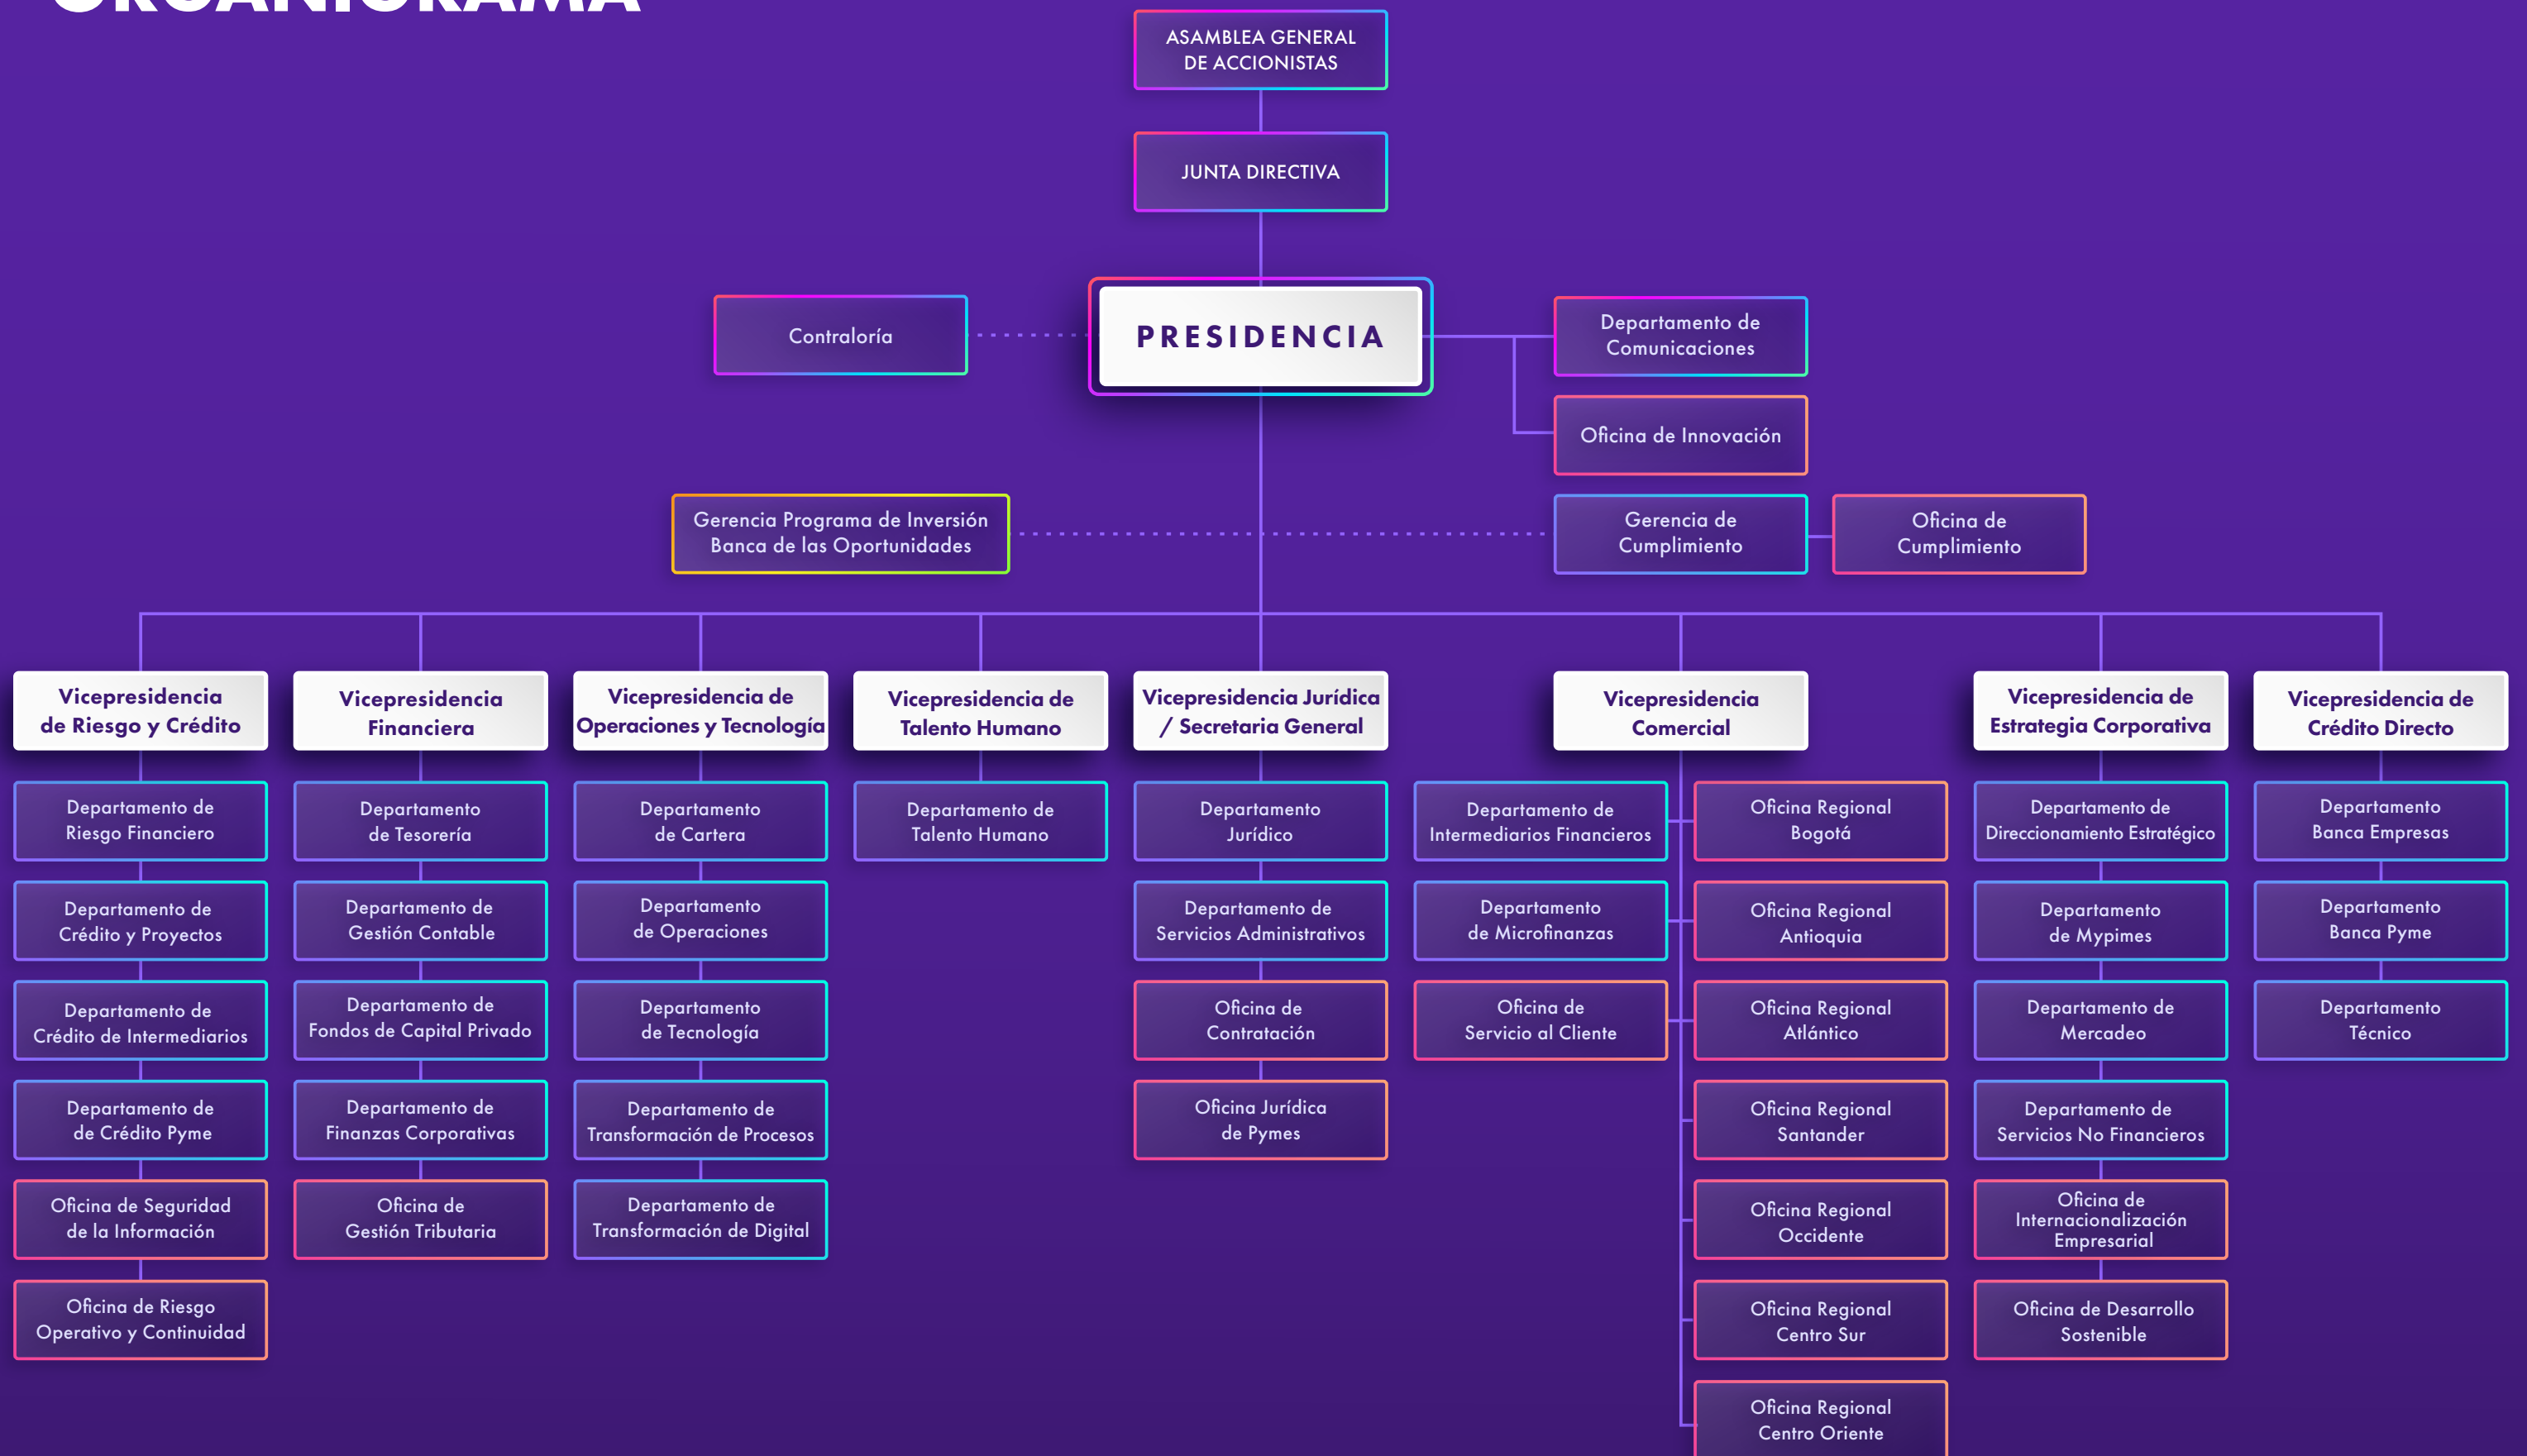 ORGANIGRAMA
ASAMBLEA GENERAL
DE ACCIONISTAS
JUNTA DIRECTIVA
PRESIDENCIA
Contraloría
Departamento de
Comunicaciones
Oficina de Innovación
Gerencia Programa de Inversión
Banca de las Oportunidades
Gerencia de
Cumplimiento
Oficina de
Cumplimiento
Vicepresidencia
de Riesgo y Crédito
Departamento de
Riesgo Financiero
Departamento de
Crédito y Proyectos
Departamento de
Crédito de Intermediarios
Departamento de
de Crédito Pyme
Oficina de Seguridad
de la Información
Oficina de Riesgo
Operativo y Continuidad
Vicepresidencia
Financiera
Departamento
de Tesorería
Departamento de
Gestión Contable
Departamento de
Fondos de Capital Privado
Departamento de
Finanzas Corporativas
Oficina de
Gestión Tributaria
Vicepresidencia de
Operaciones y Tecnología
Departamento
de Cartera
Departamento
de Operaciones
Departamento
de Tecnología
Departamento de
Transformación de Procesos
Departamento de
Transformación de Digital
Vicepresidencia de
Talento Humano
Departamento de
Talento Humano
Vicepresidencia Jurídica
/ Secretaria General
Departamento
Jurídico
Departamento de
Servicios Administrativos
Oficina de
Contratación
Oficina Jurídica
de Pymes
Vicepresidencia
Comercial
Departamento de
Intermediarios Financieros
Departamento
de Microfinanzas
Oficina de
Servicio al Cliente
Oficina Regional
Bogotá
Oficina Regional
Antioquia
Oficina Regional
Atlántico
Oficina Regional
Santander
Oficina Regional
Occidente
Oficina Regional
Centro Sur
Oficina Regional
Centro Oriente
Vicepresidencia de
Estrategia Corporativa
Departamento de
Direccionamiento Estratégico
Departamento
de Mypimes
Departamento de
Mercadeo
Departamento de
Servicios No Financieros
Oficina de
Internacionalización
Empresarial
Oficina de Desarrollo
Sostenible
Vicepresidencia de
Crédito Directo
Departamento
Banca Empresas
Departamento
Banca Pyme
Departamento
Técnico